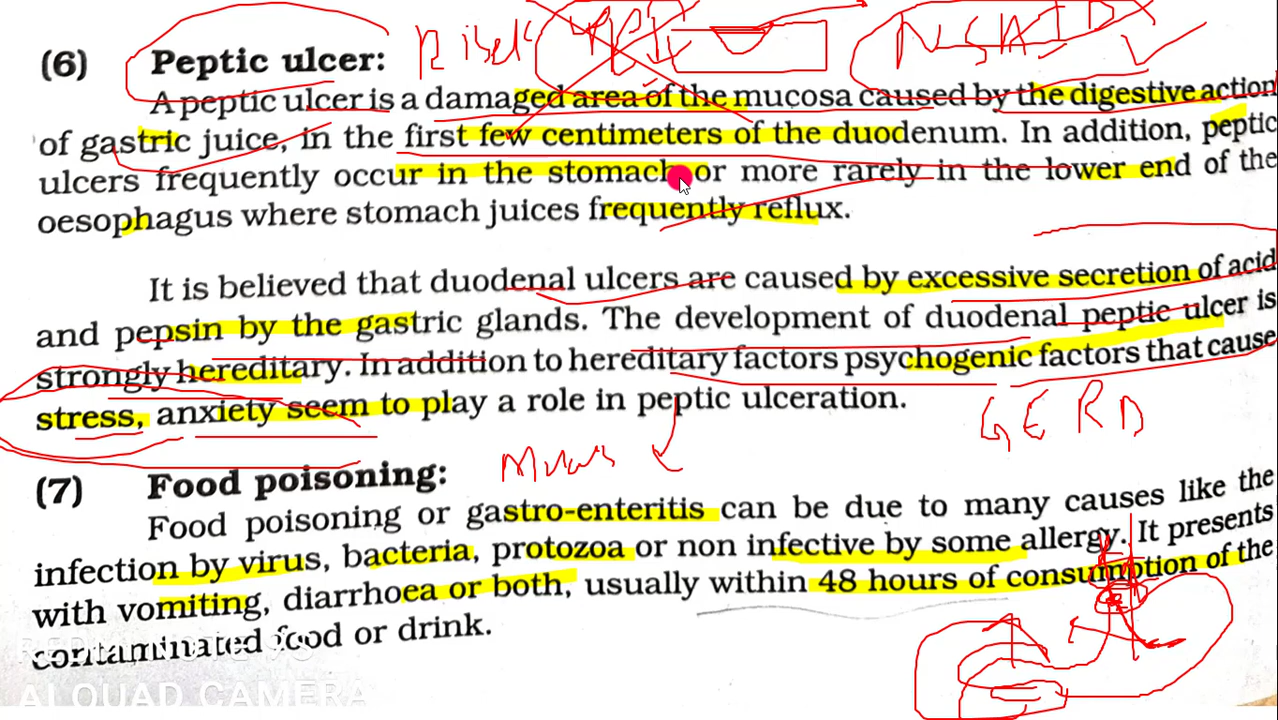 NSAID
(6) Peptic ulcer:
A peptic ulcer is a damaged area of the mucosa caused by the digestive action
of gastric juice, in the first few centimeters of the duodenum. In addition, peptic
ulcers frequently occur in the stomach or more rarely in the lower end of the
oesophagus where stomach juices frequently reflux.
It is believed that duodenal ulcers are caused by excessive secretion of acid
and pepsin by the gastric glands. The development of duodenal peptic ulcer is
strongly hereditary. In addition to hereditary factors psychogenic factors that cause
stress, anxiety seem to play a role in peptic ulceration.
GERD
Mucus
(7) Food poisoning:
Food poisoning or gastro-enteritis can be due to many causes like the
infection by virus, bacteria, protozoa or non infective by some allergy. It presents
with vomiting, diarrhoea or both, usually within 48 hours of consumption of the
contaminated food or drink.
AI QUAD CAMERA